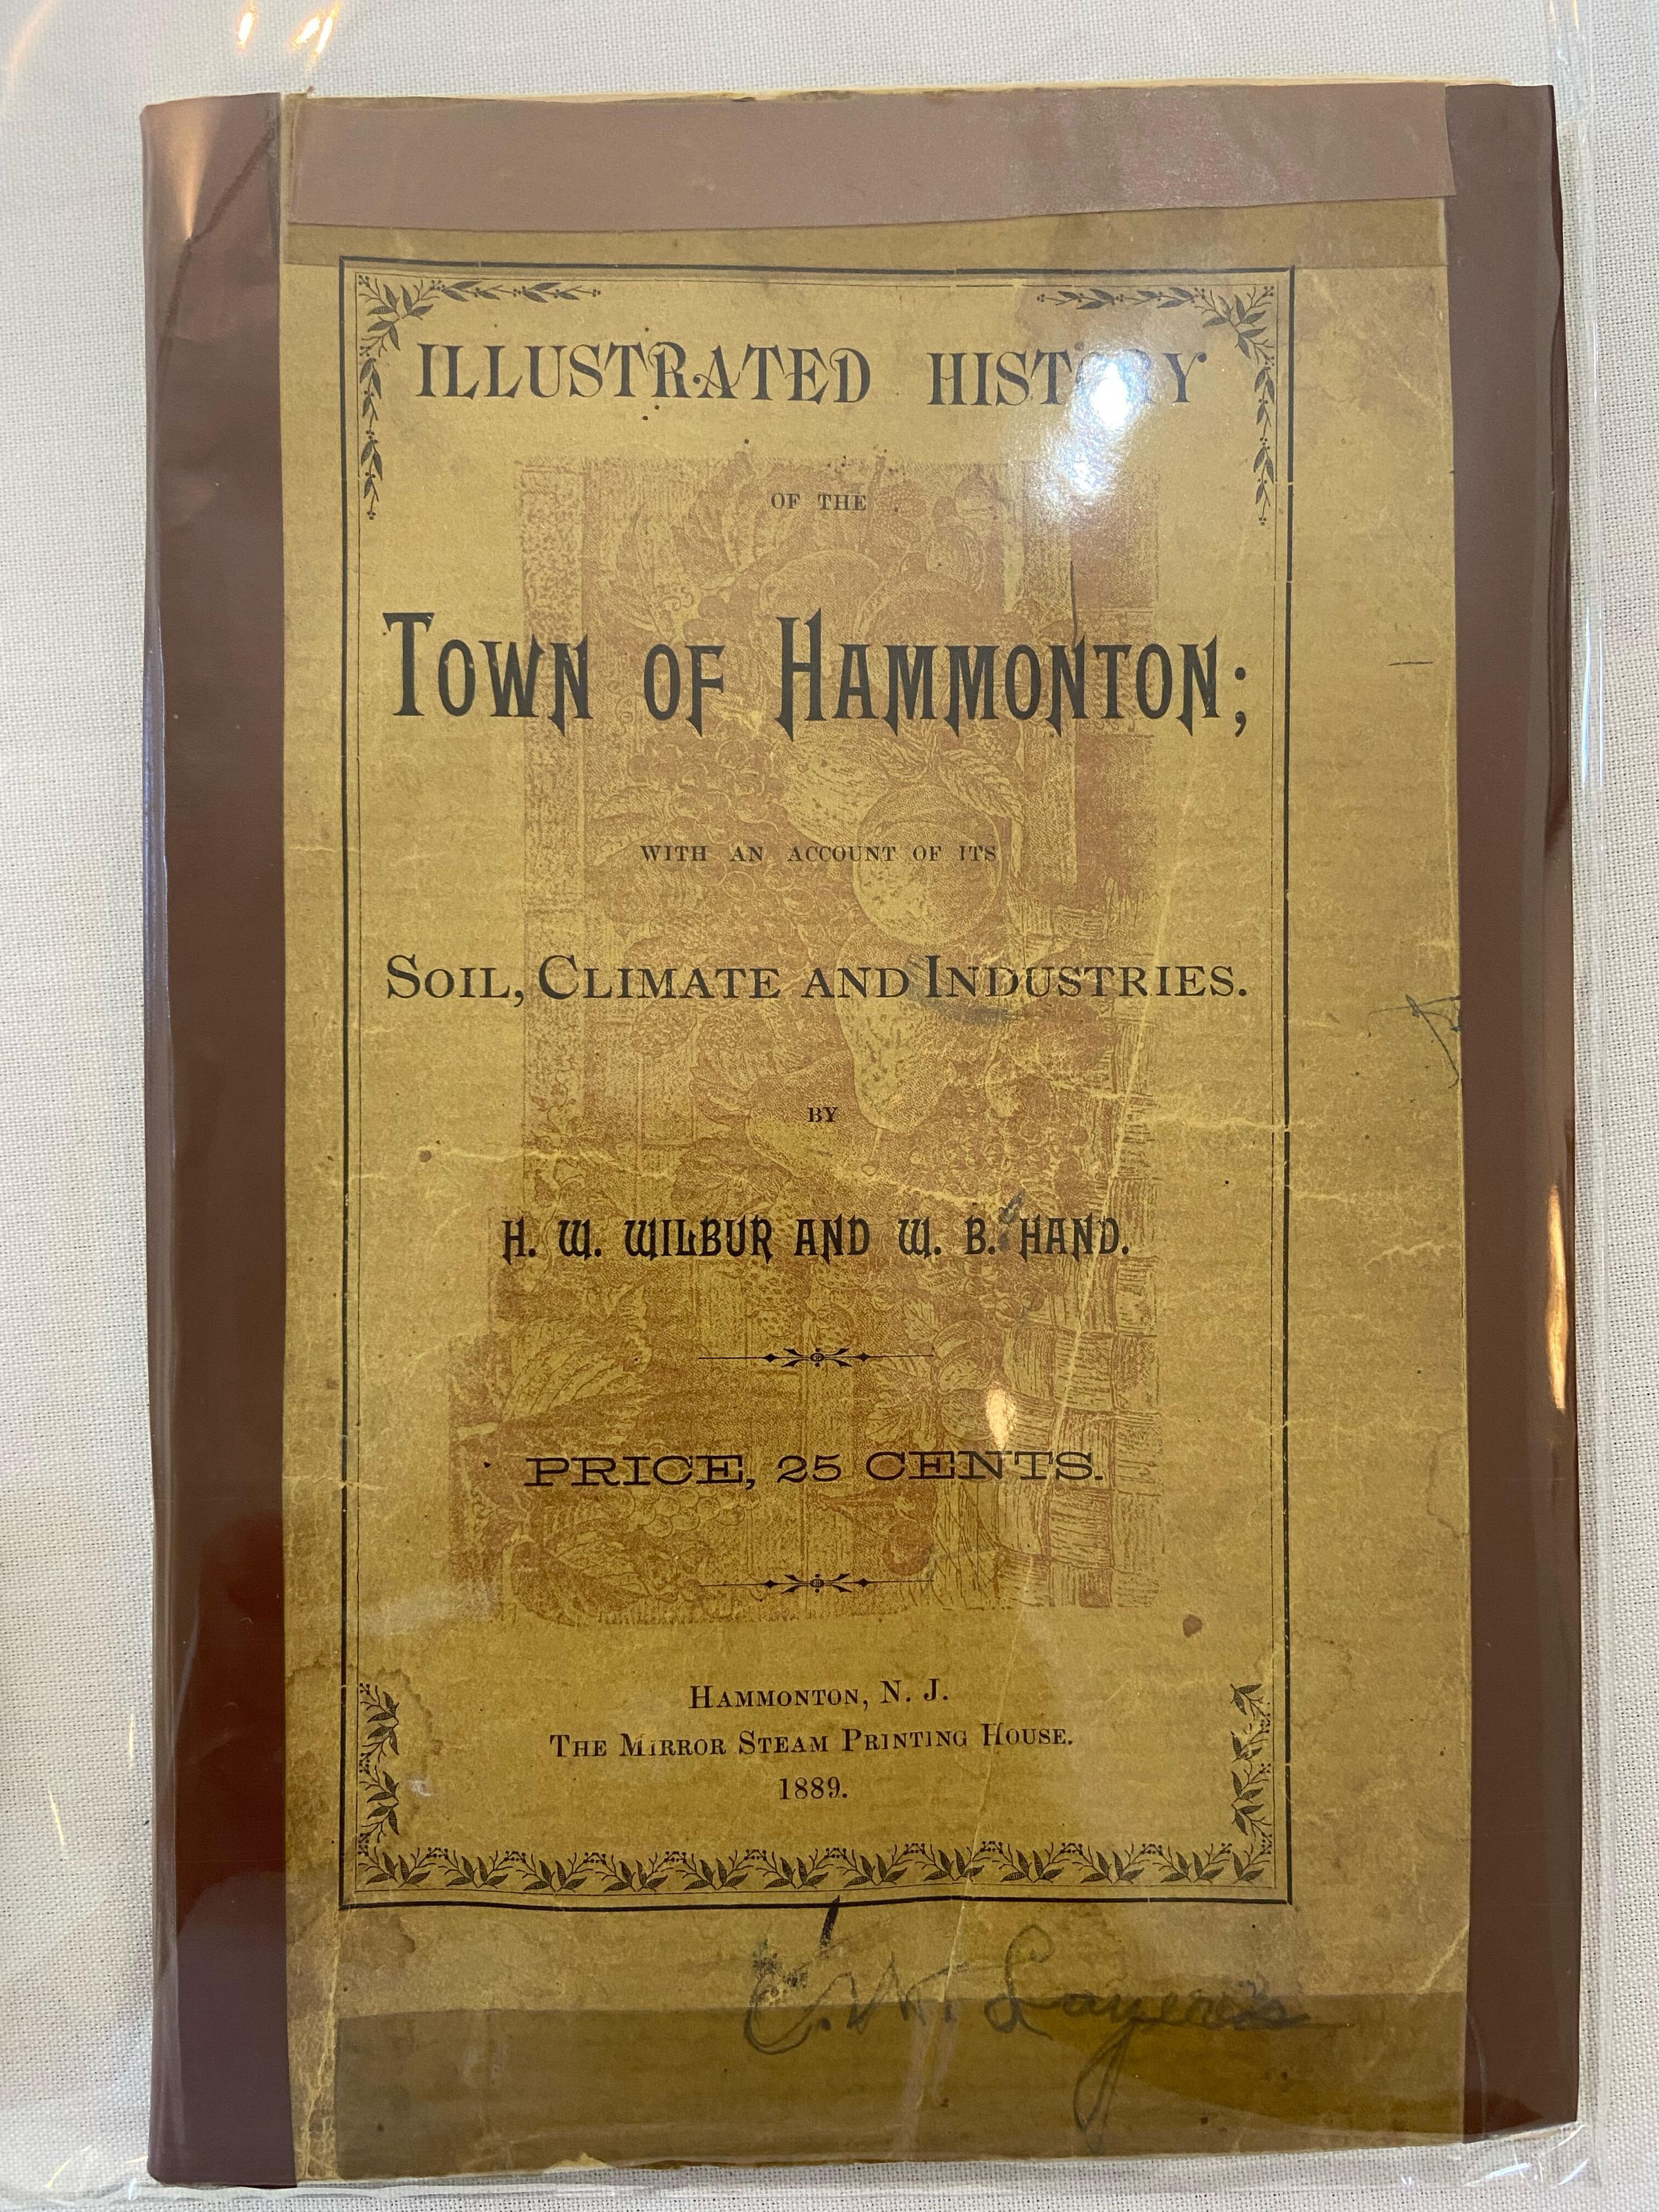 ILLUSTRATED HISTORY
OF THE
TOWN OF HAMMONTON;
WITH AN ACCOUNT OF ITS
SOIL, CLIMATE AND INDUSTRIES.
BY
H. W. WILBUR AND W. B. HAND.
PRICE, 25 CENTS.
HAMMONTON, N. J.
THE MIRROR STEAM PRINTING HOUSE.
1889.